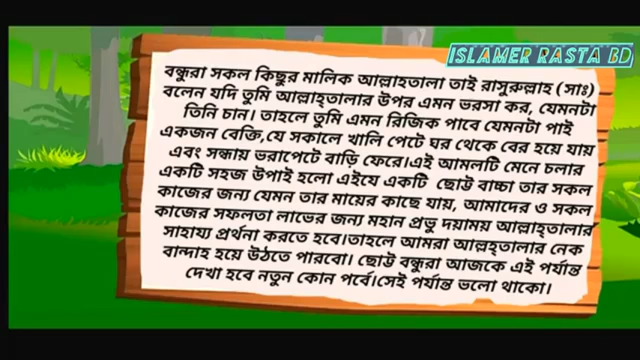 ISLAMER RASTA BD
বন্ধুরা সকল কিছুর মালিক আল্লাহতালা তাই রাসুরুল্লাহ (সাঃ)
বলেন যদি তুমি আল্লাহ্তালার উপর এমন ভরসা কর, যেমনটা
তিনি চান। তাহলে তুমি এমন রিজিক পাবে যেমনটা পাই
একজন বেক্তি,যে সকালে খালি পেটে ঘর থেকে বের হয়ে যায়
এবং সন্ধায় ভরাপেটে বাড়ি ফেরে।এই আমলটি মেনে চলার
একটি সহজ উপাই হলো এইযে একটি ছোট্ট বাচ্চা তার সকল
কাজের জন্য যেমন তার মায়ের কাছে যায়, আমাদের ও সকল
কাজের সফলতা লাভের জন্য মহান প্রভু দয়াময় আল্লাহ্তালার
সাহায্য প্রর্থনা করতে হবে।তাহলে আমরা আল্লহ্তালার নেক
বান্দাহ হয়ে উঠতে পারবো। ছোট্ট বন্ধুরা আজকে এই পর্যান্ত
দেখা হবে নতুন কোন পর্বে।সেই পর্যান্ত ভলো থাকো।